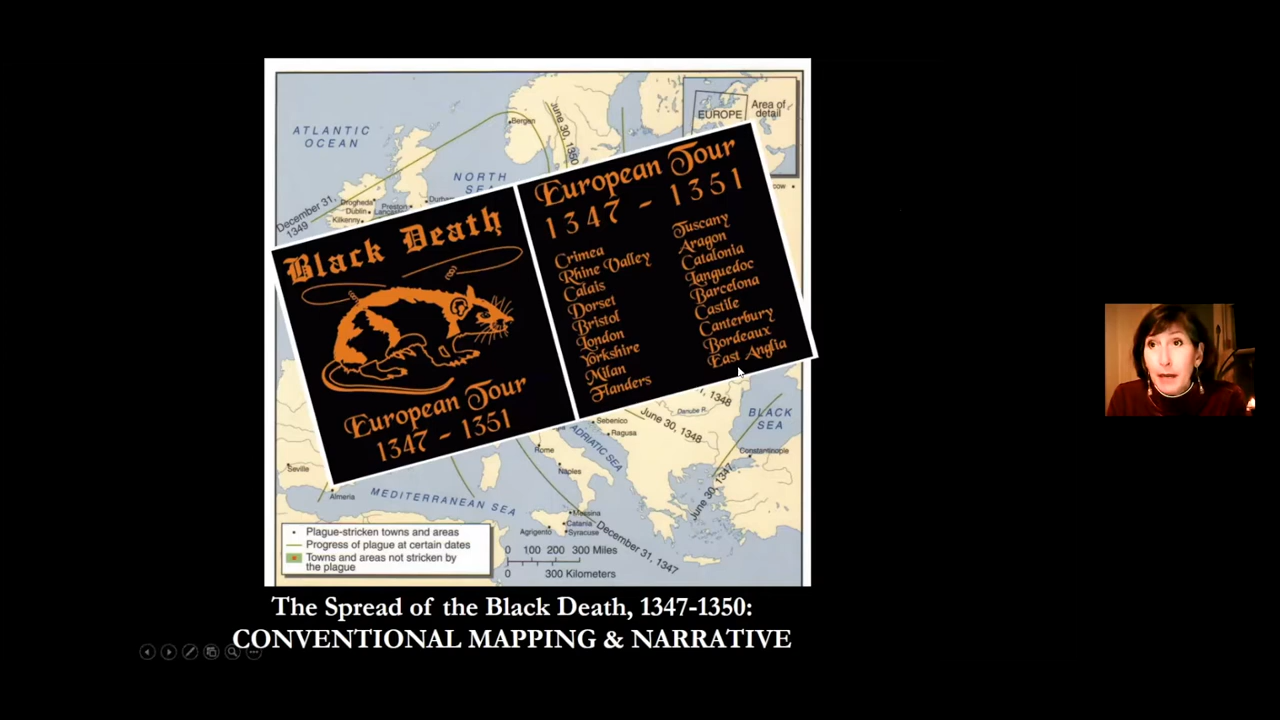 ATLANTIC
OCEAN
Bergen
June 30, 1350
EUROPE
Area of
detail
NORTH
December 31,
1349
Drogheda
Dublin
Kilkenny
Preston
Black Death
European Tour
1347 - 1351
European Tour
1347 - 1351
Crimea
Rhine Valley
Calais
Dorset
Bristol
London
Yorkshire
Milan
Flanders
Tuscany
Aragon
Catalonia
Languedoc
Barcelona
Castile
Canterbury
Bordeaux
East Anglia
1348
June 30, 1348
Danube R.
BLACK
SEA
Sebenico
Ragusa
ADRIATIC SEA
Rome
Naples
Constantinople
June 30, 1347
Seville
Almeria
MEDITERRANEAN SEA
Messina
Catania
Agrigento
Syracuse
December 31, 1347
Plague-stricken towns and areas
Progress of plague at certain dates
Towns and areas not stricken by
the plague
0 100 200 300 Miles
0 300 Kilometers
The Spread of the Black Death, 1347-1350:
CONVENTIONAL MAPPING & NARRATIVE